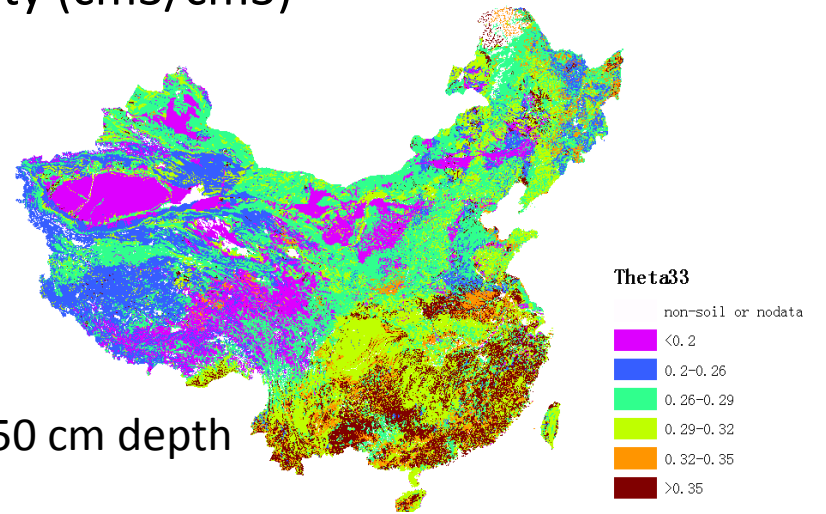 ty (cm3/cm3)
Theta33
non-soil or nodata
<0.2
0.2-0.26
0.26-0.29
0.29-0.32
0.32-0.35
>0.35
50 cm depth